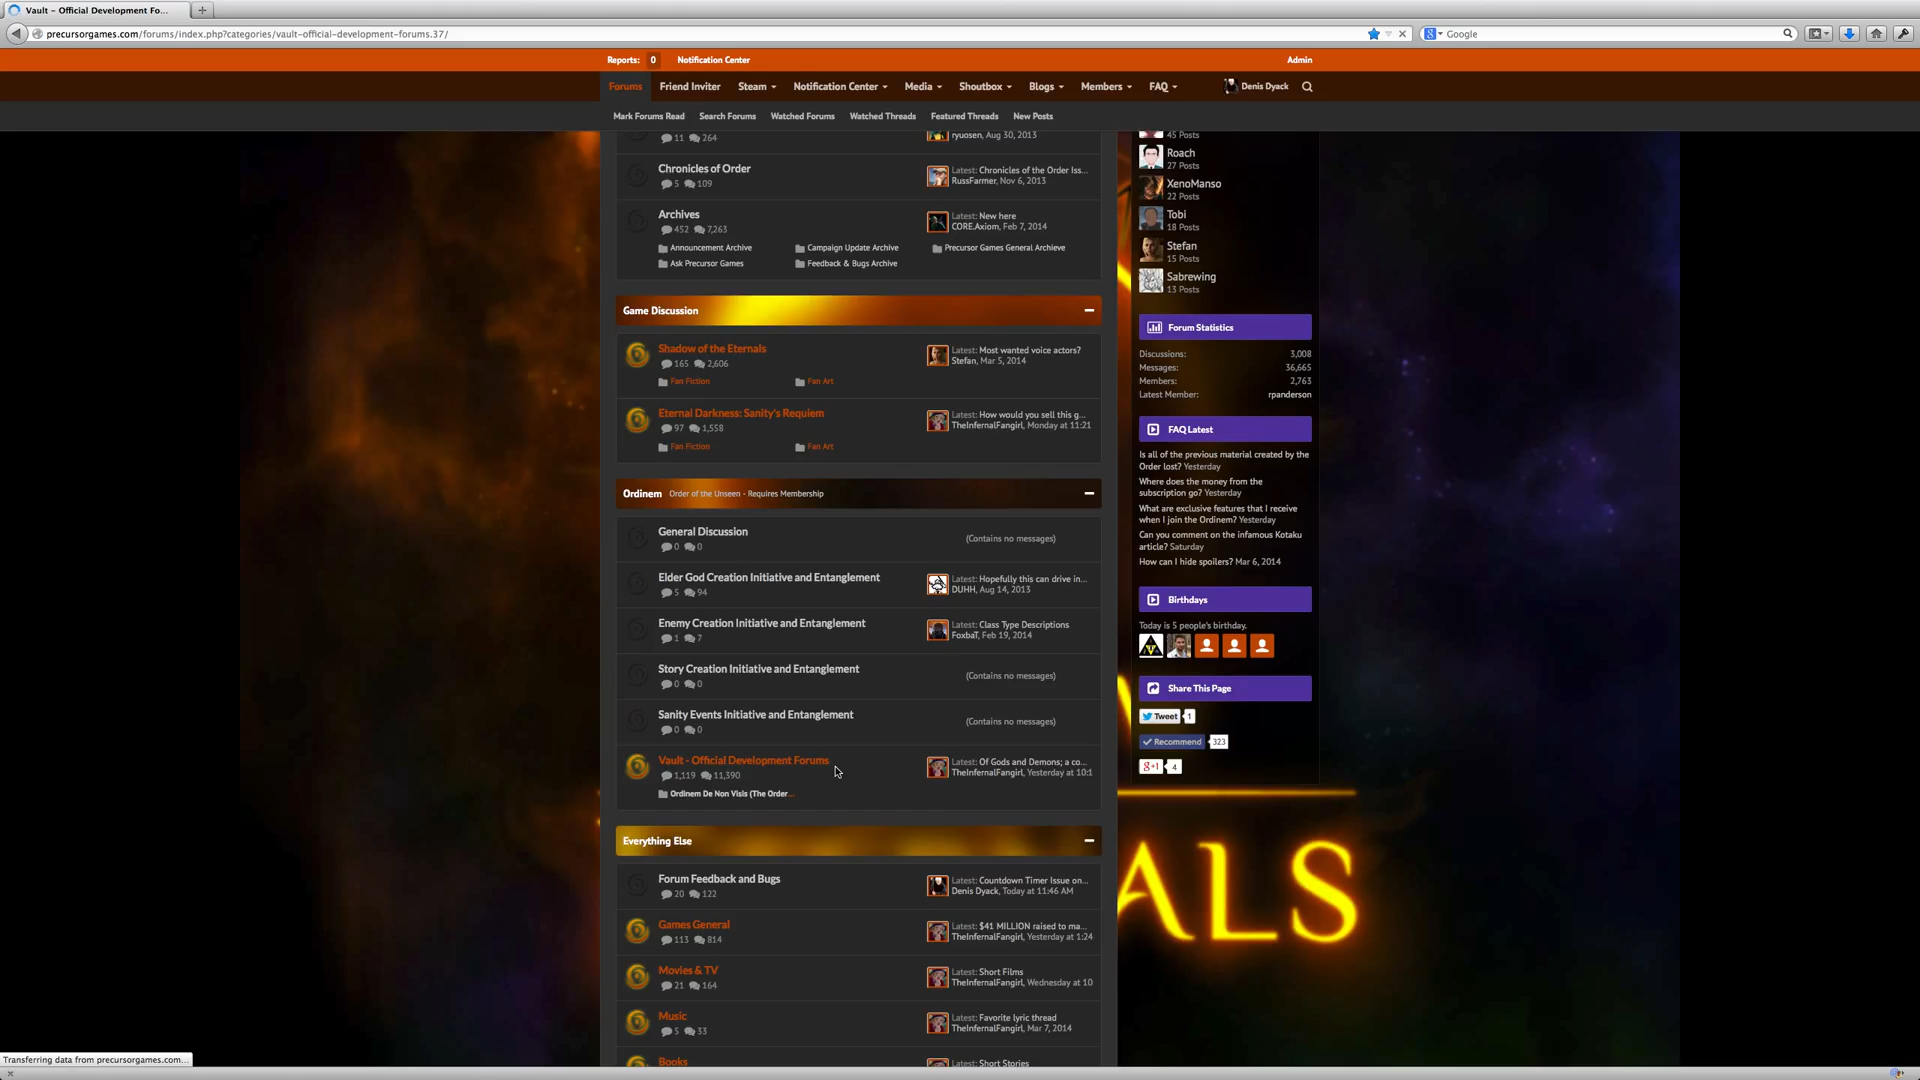 Vault – Official Development Fo...
precursorgames.com/forums/index.php?categories/vault-official-development-forums.37/
Google
Reports: 0 Notification Center Admin
Forums Friend Inviter Steam Notification Center Media Shoutbox Blogs Members FAQ Denis Dyack
Mark Forums Read Search Forums Watched Forums Watched Threads Featured Threads New Posts
11 264
ryuosen, Aug 30, 2013
Chronicles of Order
5 109
Latest: Chronicles of the Order Iss...
RussFarmer, Nov 6, 2013
Archives
452 7,263
Latest: New here
CORE.Axiom, Feb 7, 2014
Announcement Archive Campaign Update Archive Precursor Games General Archieve
Ask Precursor Games Feedback & Bugs Archive
Game Discussion
Shadow of the Eternals
165 2,606
Latest: Most wanted voice actors?
Stefan, Mar 5, 2014
Fan Fiction Fan Art
Eternal Darkness: Sanity's Requiem
97 1,558
Latest: How would you sell this g...
TheInfernalFangirl, Monday at 11:21
Fan Fiction Fan Art
Ordinem Order of the Unseen - Requires Membership
General Discussion
0 0
(Contains no messages)
Elder God Creation Initiative and Entanglement
5 94
Latest: Hopefully this can drive in...
DUHH, Aug 14, 2013
Enemy Creation Initiative and Entanglement
1 7
Latest: Class Type Descriptions
FoxbaT, Feb 19, 2014
Story Creation Initiative and Entanglement
0 0
(Contains no messages)
Sanity Events Initiative and Entanglement
0 0
(Contains no messages)
Vault - Official Development Forums
1,119 11,390
Latest: Of Gods and Demons; a co...
TheInfernalFangirl, Yesterday at 10:1
Ordinem De Non Visis (The Order...
Everything Else
Forum Feedback and Bugs
20 122
Latest: Countdown Timer Issue on...
Denis Dyack, Today at 11:46 AM
Games General
113 814
Latest: $41 MILLION raised to ma...
TheInfernalFangirl, Yesterday at 1:24
Movies & TV
21 164
Latest: Short Films
TheInfernalFangirl, Wednesday at 10
Music
5 33
Latest: Favorite lyric thread
TheInfernalFangirl, Mar 7, 2014
Books
Latest: Short Stories
45 Posts
Roach
27 Posts
XenoManso
22 Posts
Tobi
18 Posts
Stefan
15 Posts
Sabrewing
13 Posts
Forum Statistics
Discussions: 3,008
Messages: 36,665
Members: 2,763
Latest Member: rpanderson
FAQ Latest
Is all of the previous material created by the
Order lost? Yesterday
Where does the money from the
subscription go? Yesterday
What are exclusive features that I receive
when I join the Ordinem? Yesterday
Can you comment on the infamous Kotaku
article? Saturday
How can I hide spoilers? Mar 6, 2014
Birthdays
Today is 5 people's birthday.
Share This Page
Tweet 1
Recommend 323
g+1 4
ALS
Transferring data from precursorgames.com...